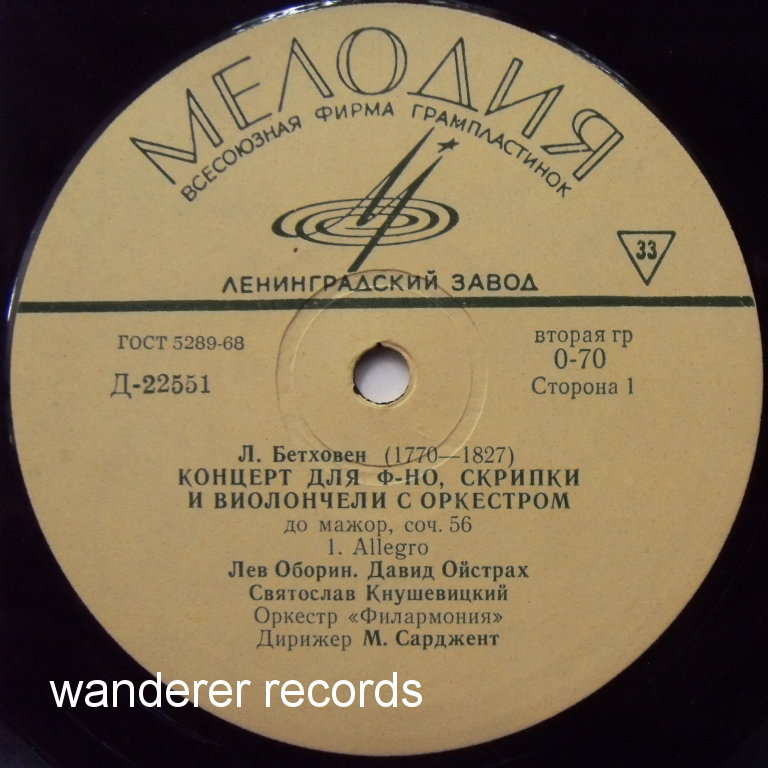 МЕЛОДИЯ
ВСЕСОЮЗНАЯ ФИРМА ГРАМПЛАСТИНОК
33
ЛЕНИНГРАДСКИЙ ЗАВОД
ГОСТ 5289-68
вторая гр
Д-22551
0-70
Сторона 1
Л. Бетховен (1770—1827)
КОНЦЕРТ ДЛЯ Ф-НО, СКРИПКИ
И ВИОЛОНЧЕЛИ С ОРКЕСТРОМ
до мажор, соч. 56
1. Allegro
Лев Оборин. Давид Ойстрах
Святослав Кнушевицкий
Оркестр «Филармония»
Дирижер М. Сарджент
wanderer records